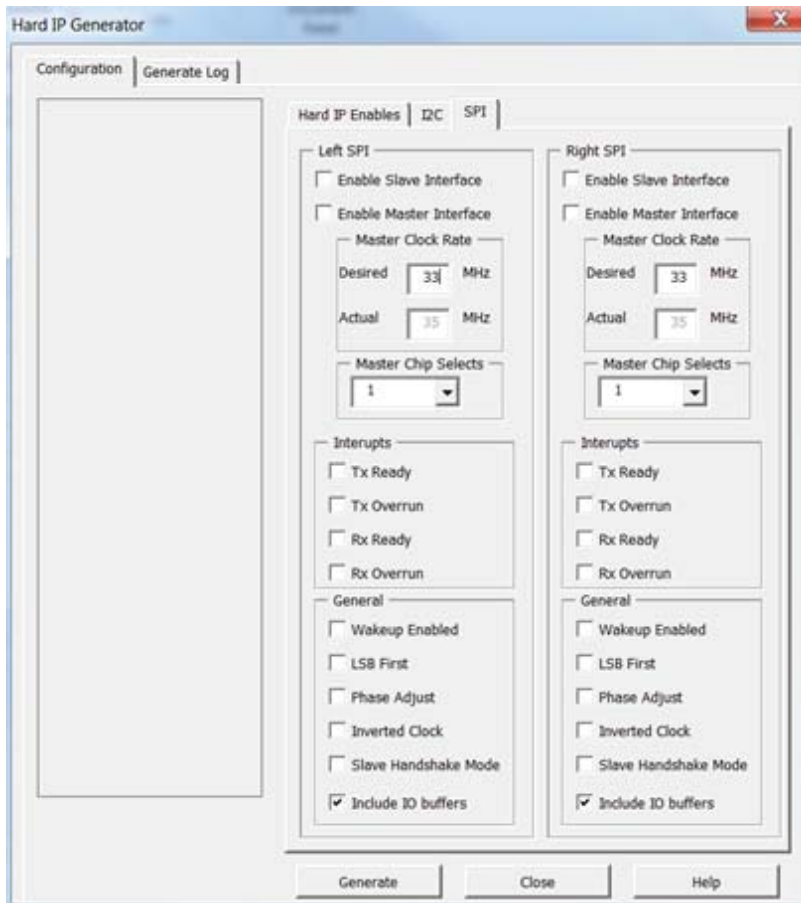 Hard IP Generator
Configuration
Generate Log
Hard IP Enables
I2C
SPI
Left SPI
Enable Slave Interface
Enable Master Interface
Master Clock Rate
Desired 33 MHz
Actual 35 MHz
Master Chip Selects
1
Interupts
Tx Ready
Tx Overrun
Rx Ready
Rx Overrun
General
Wakeup Enabled
LSB First
Phase Adjust
Inverted Clock
Slave Handshake Mode
Include IO buffers
Right SPI
Enable Slave Interface
Enable Master Interface
Master Clock Rate
Desired 33 MHz
Actual 35 MHz
Master Chip Selects
1
Interupts
Tx Ready
Tx Overrun
Rx Ready
Rx Overrun
General
Wakeup Enabled
LSB First
Phase Adjust
Inverted Clock
Slave Handshake Mode
Include IO buffers
Generate
Close
Help